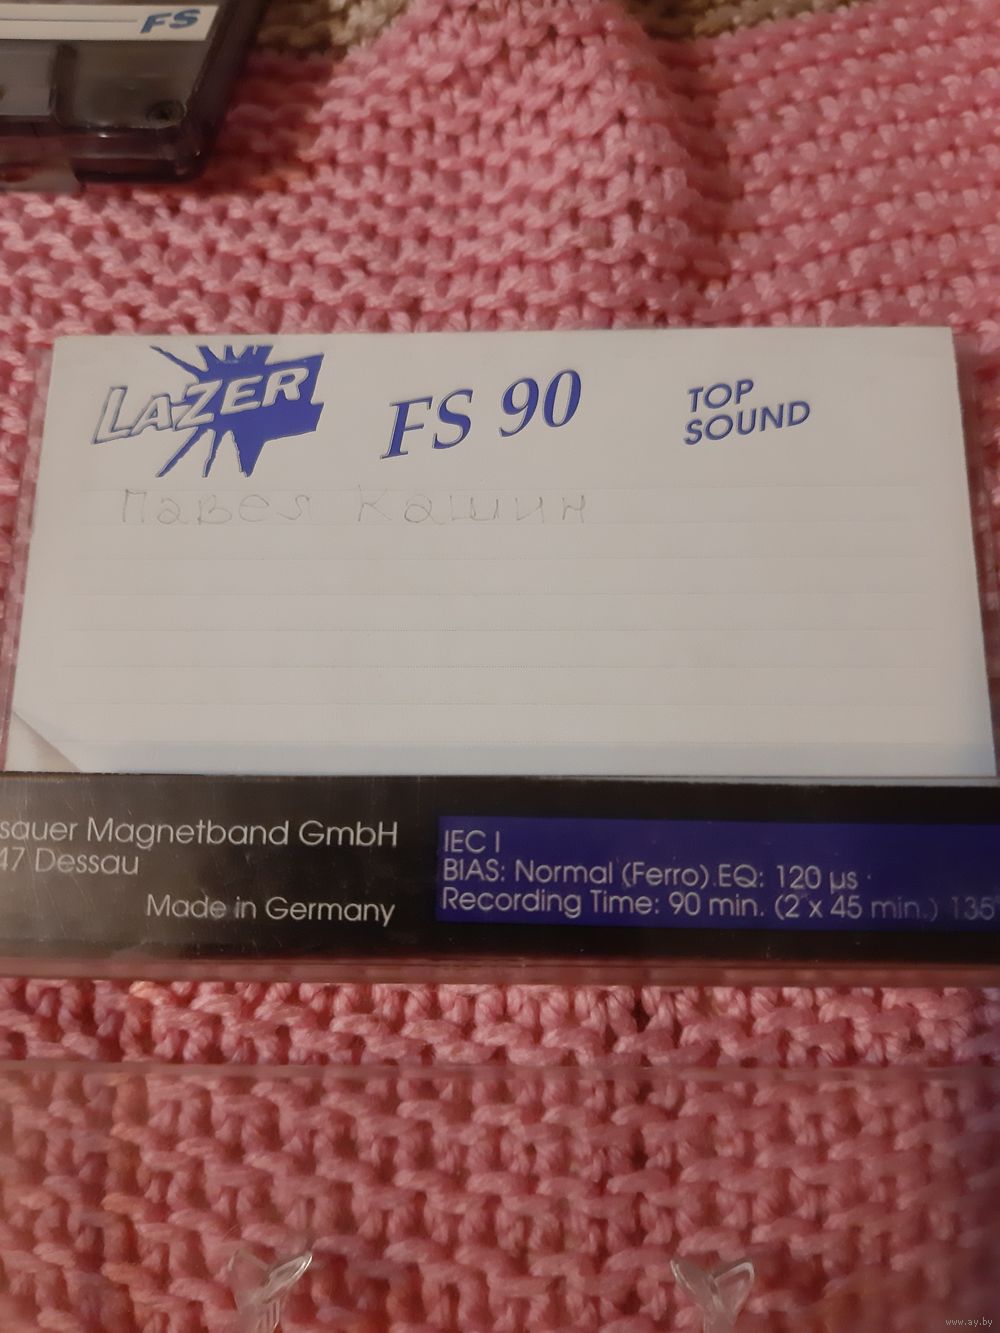 FS
LAZER
FS 90
TOP
SOUND
Павел Кашин
sauer Magnetband GmbH
47 Dessau
Made in Germany
IEC I
BIAS: Normal (Ferro) EQ: 120 µs
Recording Time: 90 min. (2 x 45 min.) 135
www.ay.by